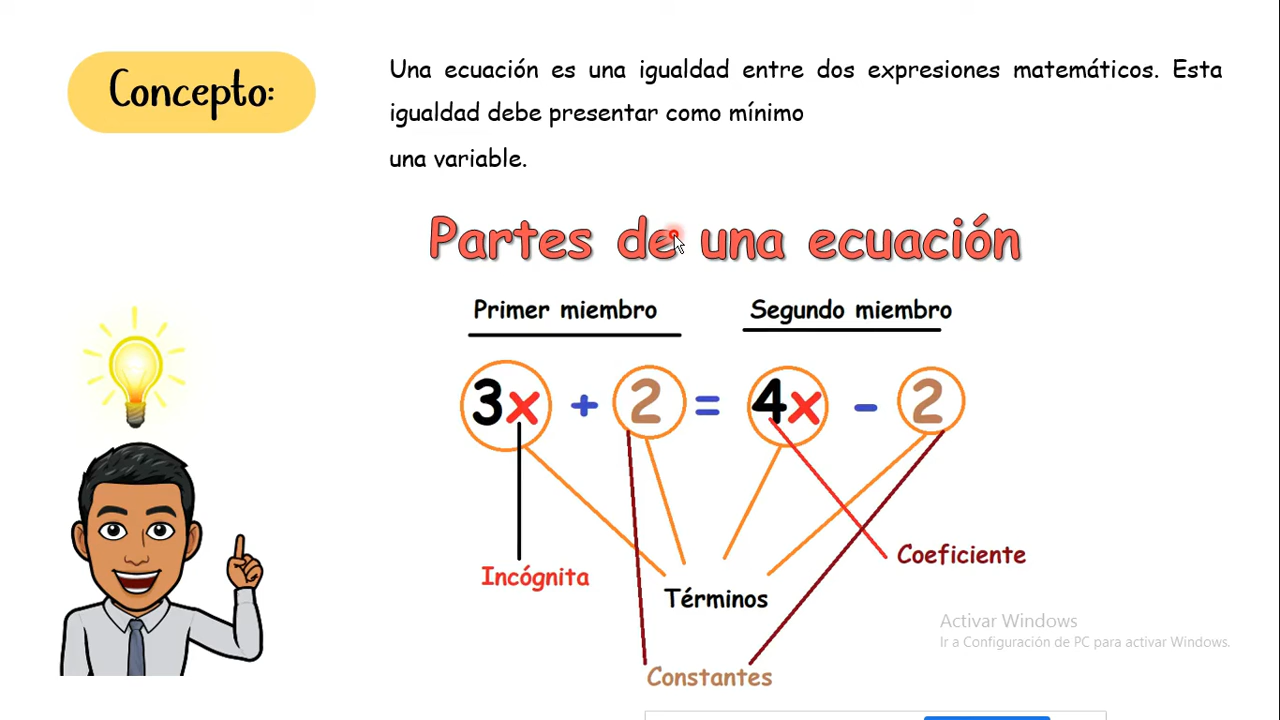 Concepto:
Una ecuación es una igualdad entre dos expresiones matemáticos. Esta
igualdad debe presentar como mínimo
una variable.
Partes de una ecuación
Primer miembro
Segundo miembro
3x + 2 = 4x - 2
Coeficiente
Incógnita
Términos
Constantes
Activar Windows
Ir a Configuración de PC para activar Windows.